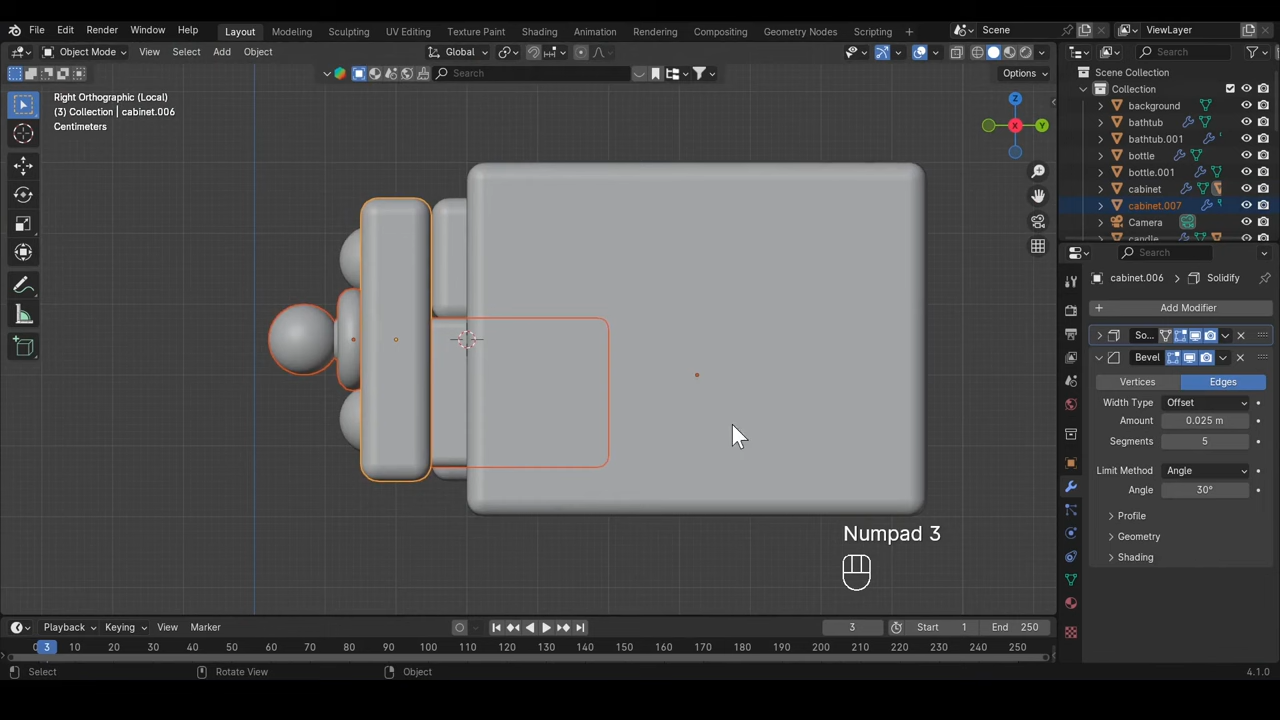 File Edit Render Window Help Layout Modeling Sculpting UV Editing Texture Paint Shading Animation Rendering Compositing Geometry Nodes Scripting Scene ViewLayer
Object Mode View Select Add Object Global Search
Search Options Scene Collection
Right Orthographic (Local)
(3) Collection | cabinet.006
Centimeters
Z
X
Y
Collection
background
bathtub
bathtub.001
bottle
bottle.001
cabinet
cabinet.007
Camera
candle
Search
cabinet.006 Solidify
Add Modifier
So...
Bevel
Vertices Edges
Width Type Offset
Amount 0.025 m
Segments 5
Limit Method Angle
Angle 30°
Profile
Geometry
Shading
Numpad 3
Playback Keying View Marker 3 Start 1 End 250
0 3 10 20 30 40 50 60 70 80 90 100 110 120 130 140 150 160 170 180 190 200 210 220 230 240 250
Select Rotate View Object 4.1.0